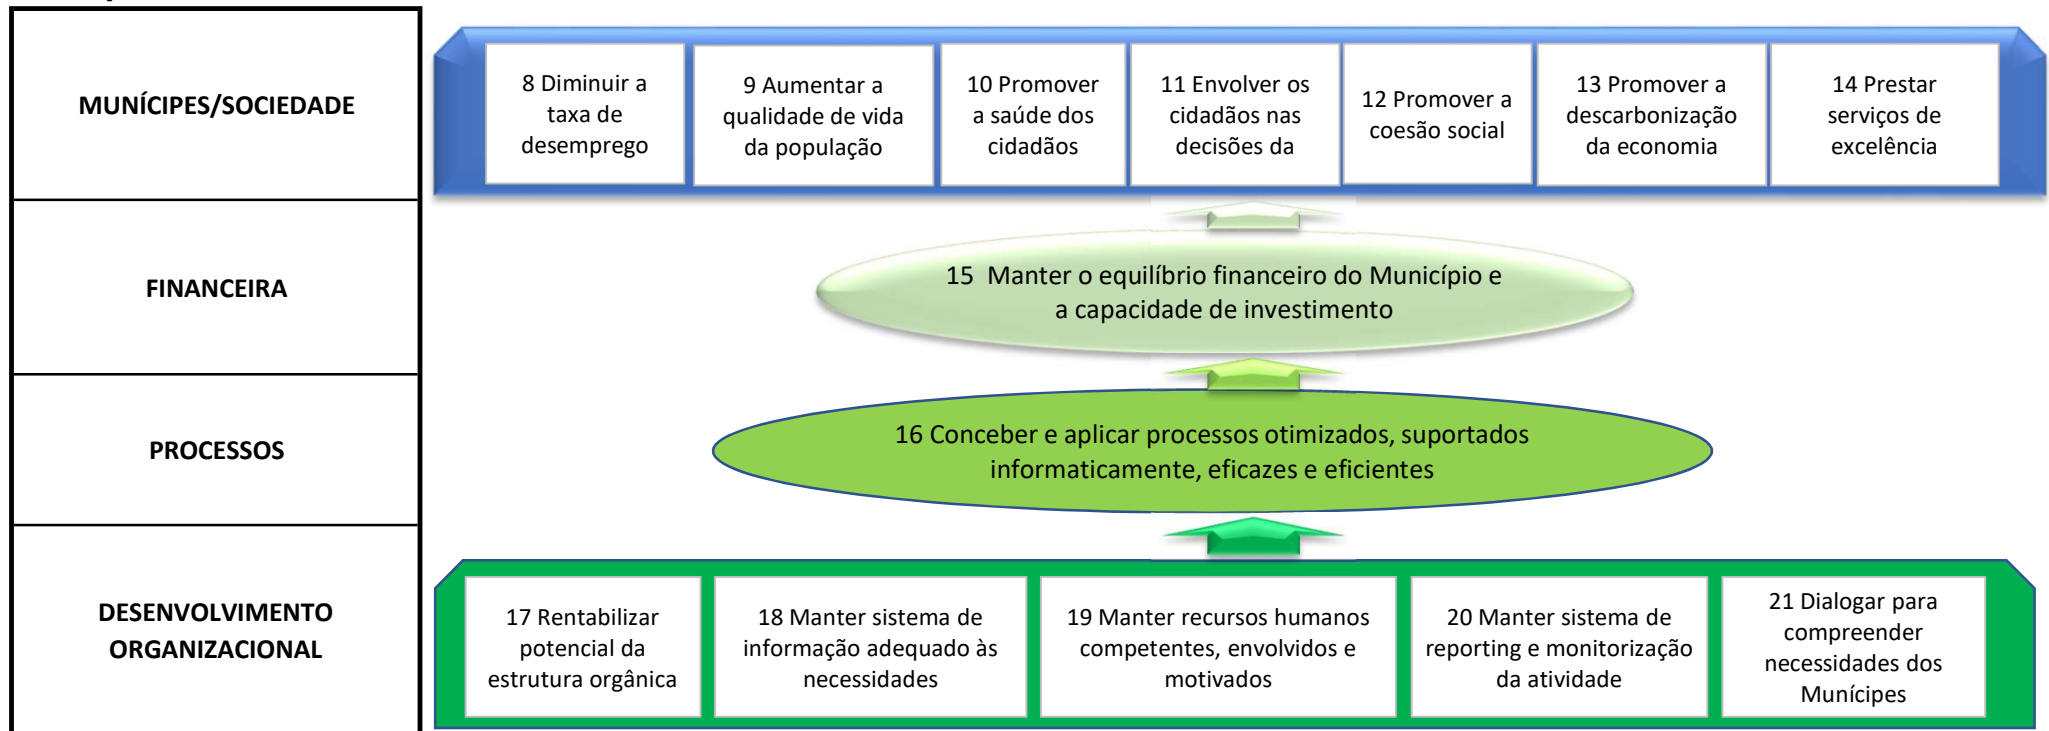 MUNÍCIPES/SOCIEDADE
8 Diminuir a
taxa de
desemprego
9 Aumentar a
qualidade de vida
da população
10 Promover
a saúde dos
cidadãos
11 Envolver os
cidadãos nas
decisões da
12 Promover a
coesão social
13 Promover a
descarbonização
da economia
14 Prestar
serviços de
excelência
FINANCEIRA
15 Manter o equilíbrio financeiro do Município e
a capacidade de investimento
PROCESSOS
16 Conceber e aplicar processos otimizados, suportados
informaticamente, eficazes e eficientes
DESENVOLVIMENTO
ORGANIZACIONAL
17 Rentabilizar
potencial da
estrutura orgânica
18 Manter sistema de
informação adequado às
necessidades
19 Manter recursos humanos
competentes, envolvidos e
motivados
20 Manter sistema de
reporting e monitorização
da atividade
21 Dialogar para
compreender
necessidades dos
Munícipes